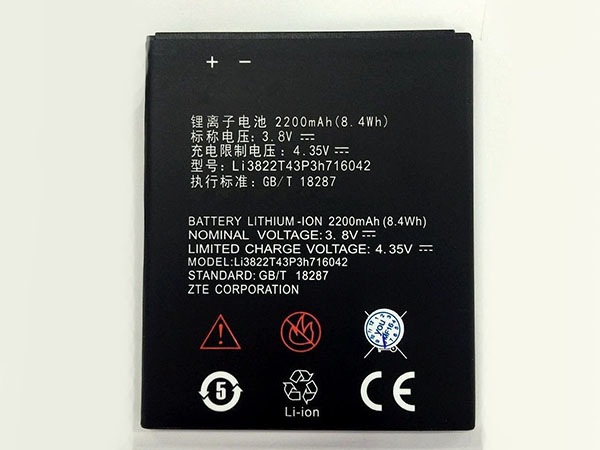 + −
锂离子电池 2200mAh(8.4Wh)
标称电压: 3.8V ⎓
充电限制电压: 4.35V ⎓
型号: Li3822T43P3h716042
执行标准: GB/T 18287
BATTERY LITHIUM-ION 2200mAh (8.4Wh)
NOMINAL VOLTAGE: 3.8V ⎓
LIMITED CHARGE VOLTAGE: 4.35V ⎓
MODEL:Li3822T43P3h716042
STANDARD: GB/T 18287
ZTE CORPORATION
5
Li-ion
CE